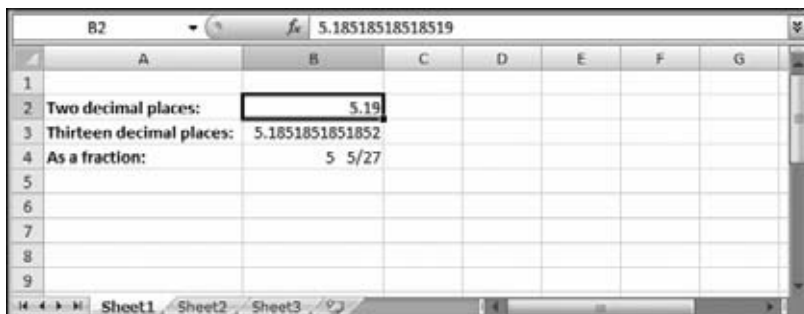 B2 fx 5.18518518518519
A B C D E F G
1
2 Two decimal places: 5.19
3 Thirteen decimal places: 5.1851851851852
4 As a fraction: 5 5/27
5
6
7
8
9
Sheet1 Sheet2 Sheet3